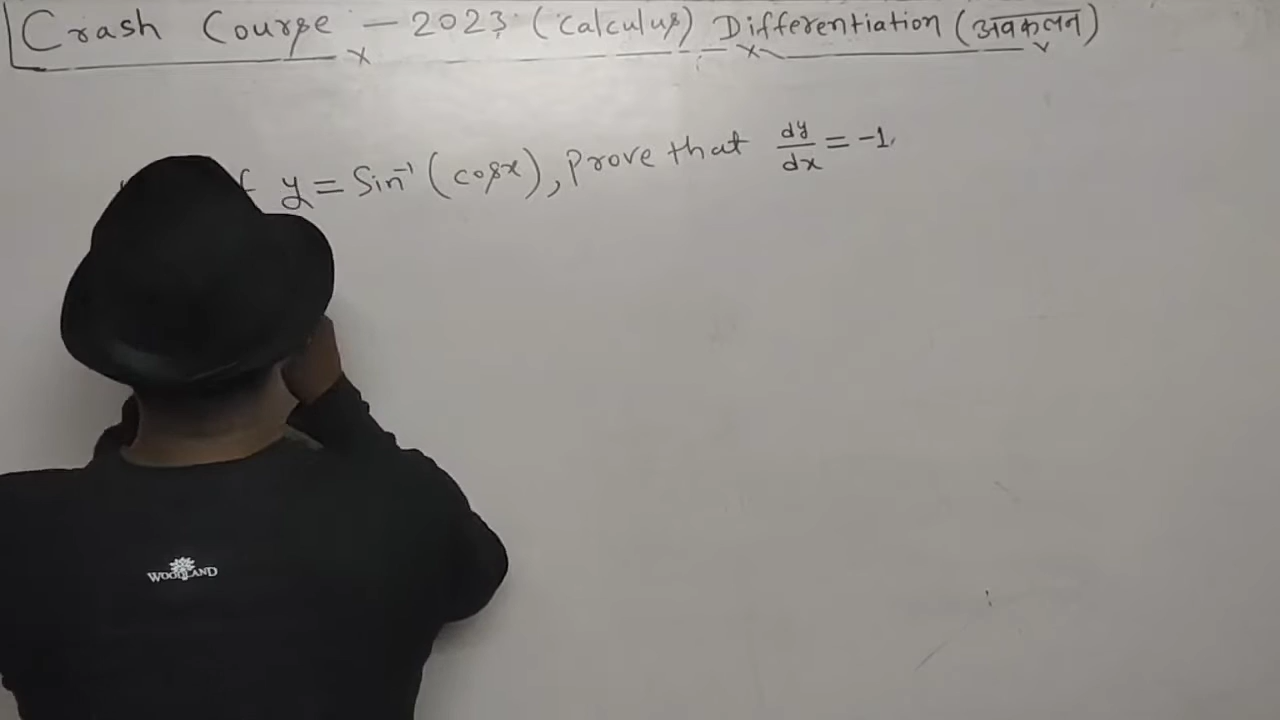 Crash Course - 2023 (Calculus) Differentiation (अवकलन)
y = Sin⁻¹ (cosx), Prove that dy/dx = -1.
WOODLAND